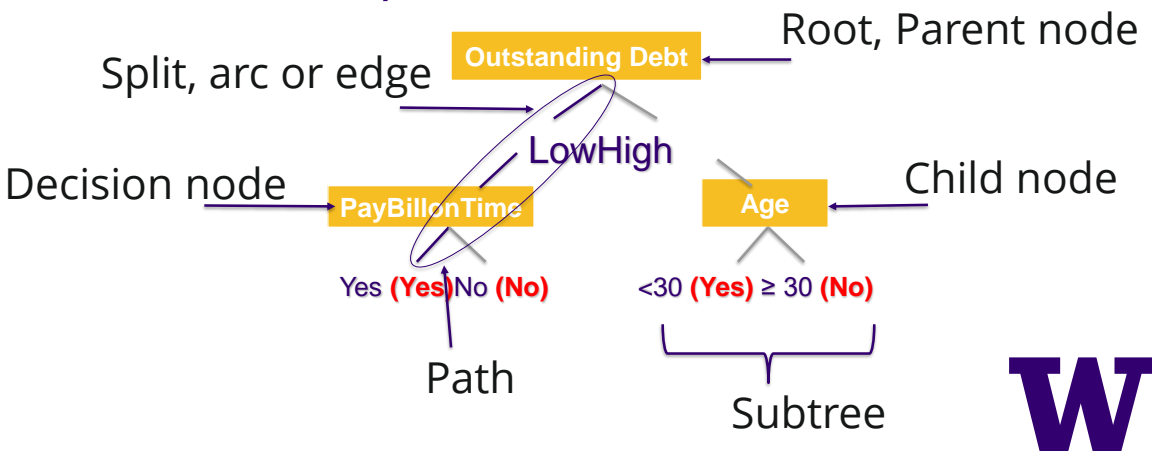 Root, Parent node
Outstanding Debt
Split, arc or edge
LowHigh
Decision node
Child node
PayBillonTime
Age
Yes (Yes)No (No)
<30 (Yes) ≥ 30 (No)
Path
Subtree
W